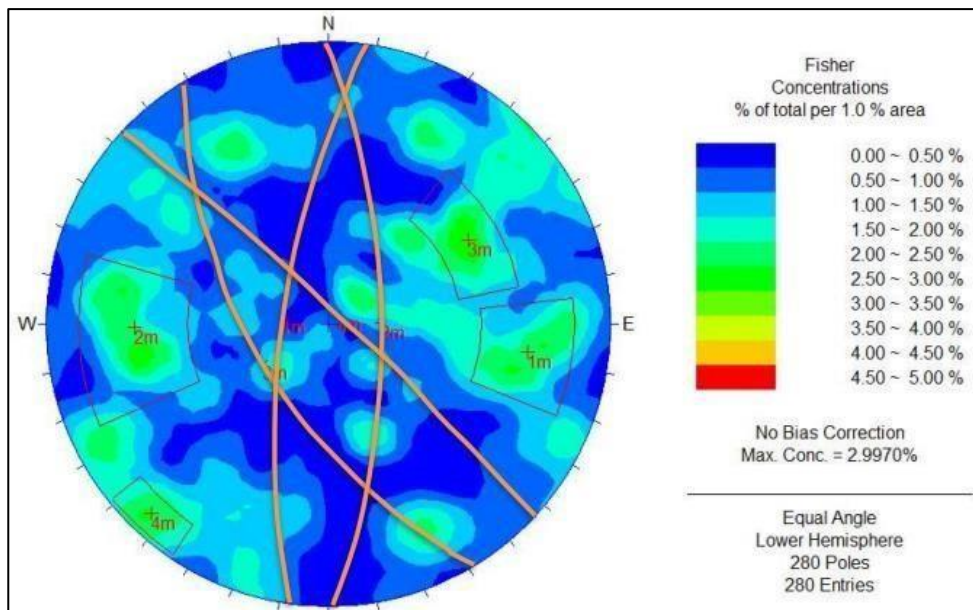 N
Fisher
Concentrations
% of total per 1.0 % area
0.00 ~ 0.50 %
0.50 ~ 1.00 %
1.00 ~ 1.50 %
1.50 ~ 2.00 %
2.00 ~ 2.50 %
2.50 ~ 3.00 %
3.00 ~ 3.50 %
3.50 ~ 4.00 %
4.00 ~ 4.50 %
4.50 ~ 5.00 %
3m
W
2m
E
1m
4m
No Bias Correction
Max. Conc. = 2.9970%
Equal Angle
Lower Hemisphere
280 Poles
280 Entries